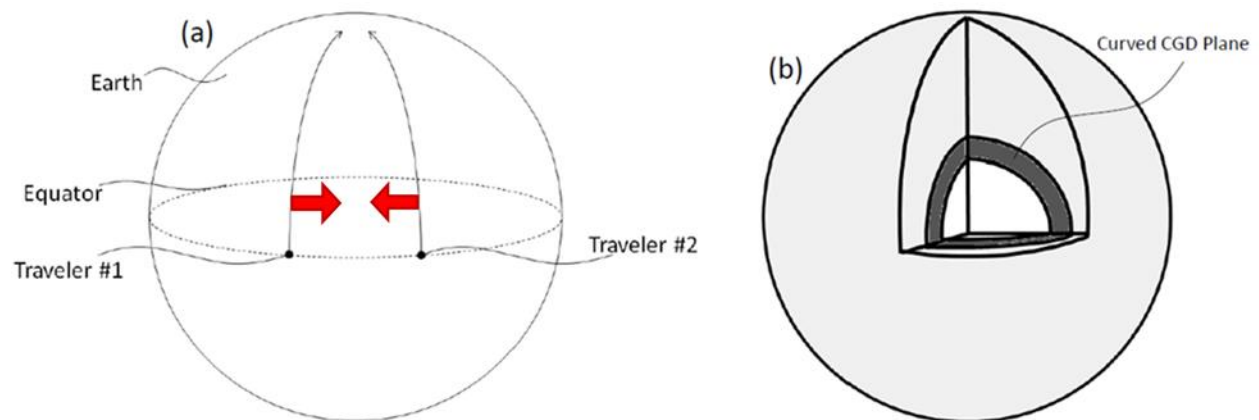 (a)
Earth
Equator
Traveler #1
Traveler #2
(b)
Curved CGD Plane